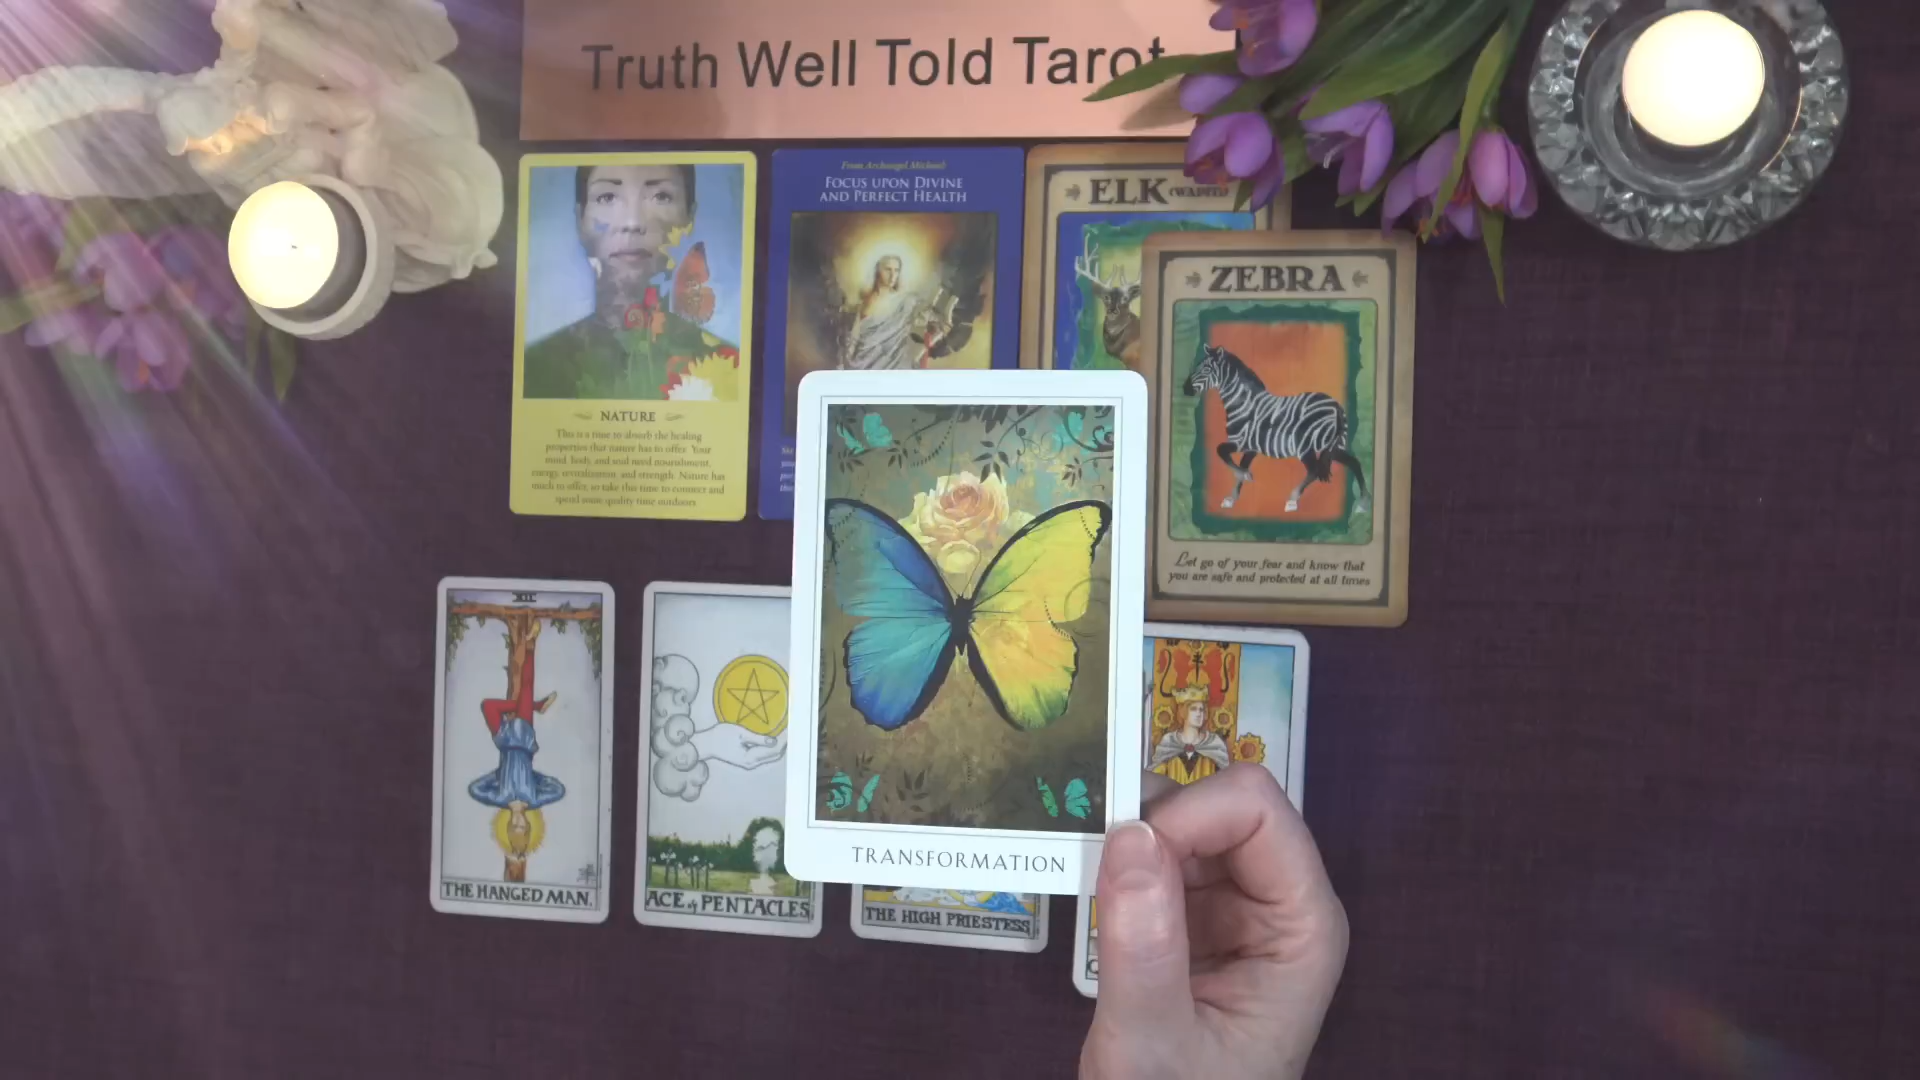 Truth Well Told Tarot
NATURE
This is a time to absorb the healing
properties that nature has to offer. Your
mind, body, and soul need nourishment,
energy, revitalization, and strength. Nature has
much to offer, so take this time to connect and
spend some quality time outdoors.
From Archangel Michael:
FOCUS UPON DIVINE
AND PERFECT HEALTH
ELK (WAPITI)
ZEBRA
Let go of your fear and know that
you are safe and protected at all times
XII
THE HANGED MAN.
ACE of PENTACLES
TRANSFORMATION
THE HIGH PRIESTESS